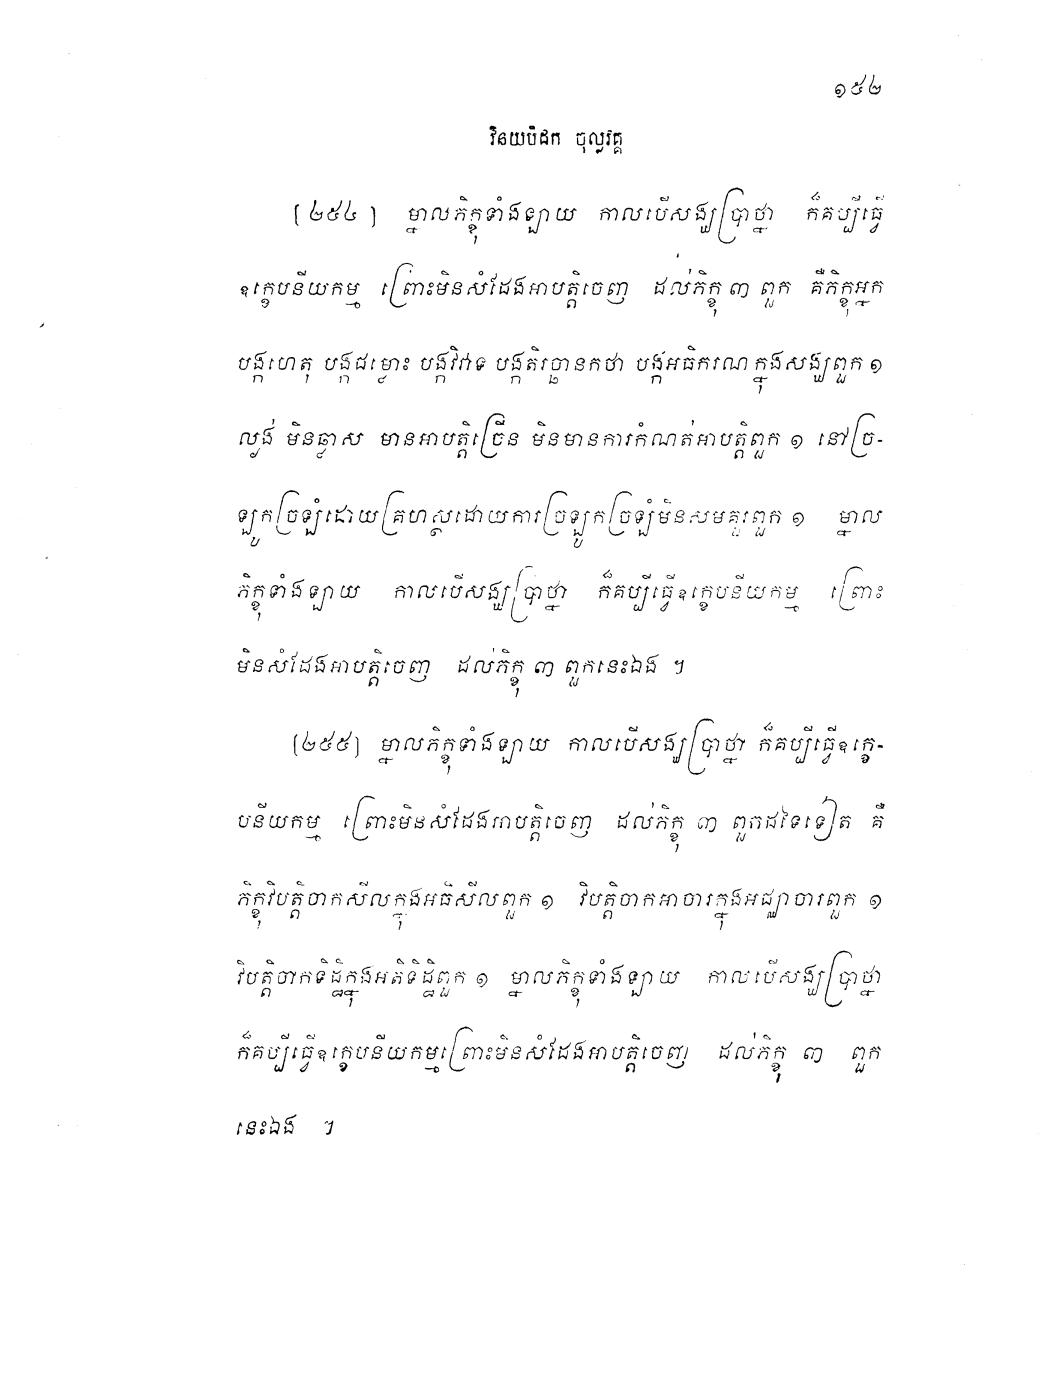 ១៥២
វិនយបិដក ចុល្លវគ្គ
[២៥៤] ម្នាលភិក្ខុទាំងឡាយ កាលបើសង្ឃប្រាថ្នា ក៏គប្បីធ្វើ
ឧក្ខេបនីយកម្ម ព្រោះមិនសំដែងអាបត្តិចេញ ដល់ភិក្ខុ ៣ ពួក គឺភិក្ខុអ្នក
បង្កហេតុ បង្កជម្លោះ បង្កវិវាទ បង្កតិរច្ឆានកថា បង្កអធិករណ៍ក្នុងសង្ឃពួក ១
ល្ងង់ មិនឆ្លាស មានអាបត្តិច្រើន មិនមានការកំណត់អាបត្តិពួក ១ នៅច្រ-
ឡូកច្រឡំដោយគ្រហស្ថដោយការច្រឡូកច្រឡំមិនសមគួរពួក ១ ម្នាល
ភិក្ខុទាំងឡាយ កាលបើសង្ឃប្រាថ្នា ក៏គប្បីធ្វើឧក្ខេបនីយកម្ម ព្រោះ
មិនសំដែងអាបត្តិចេញ ដល់ភិក្ខុ ៣ ពួកនេះឯង ។
[២៥៥] ម្នាលភិក្ខុទាំងឡាយ កាលបើសង្ឃប្រាថ្នា ក៏គប្បីធ្វើឧក្ខេ-
បនីយកម្ម ព្រោះមិនសំដែងអាបត្តិចេញ ដល់ភិក្ខុ ៣ ពួកដទៃទៀត គឺ
ភិក្ខុវិបត្តិចាកសីលក្នុងអធិសីលពួក ១ វិបត្តិចាកអាចារក្នុងអជ្ឈាចារពួក ១
វិបត្តិចាកទិដ្ឋិក្នុងអតិទិដ្ឋិពួក ១ ម្នាលភិក្ខុទាំងឡាយ កាលបើសង្ឃប្រាថ្នា
ក៏គប្បីធ្វើឧក្ខេបនីយកម្មព្រោះមិនសំដែងអាបត្តិចេញ ដល់ភិក្ខុ ៣ ពួក
នេះឯង ។